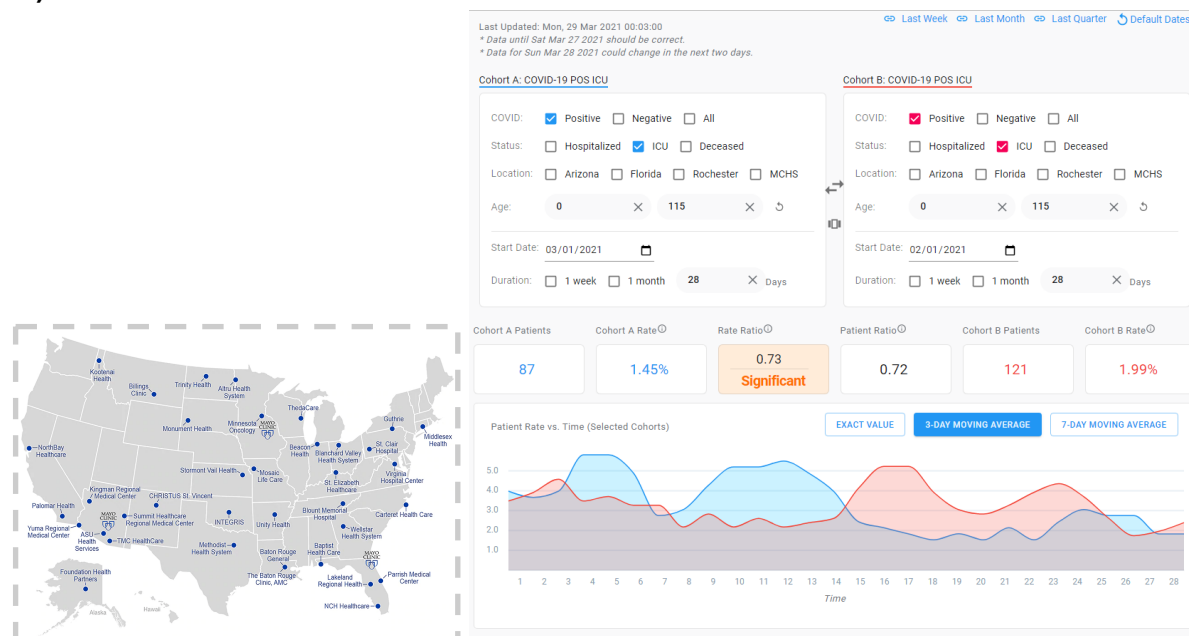 Last Updated: Mon, 29 Mar 2021 00:03:00
* Data until Sat Mar 27 2021 should be correct.
* Data for Sun Mar 28 2021 could change in the next two days.
Last Week Last Month Last Quarter Default Dates
Cohort A: COVID-19 POS ICU
COVID: Positive Negative All
Status: Hospitalized ICU Deceased
Location: Arizona Florida Rochester MCHS
Age: 0 115
Start Date: 03/01/2021
Duration: 1 week 1 month 28 Days
Cohort B: COVID-19 POS ICU
COVID: Positive Negative All
Status: Hospitalized ICU Deceased
Location: Arizona Florida Rochester MCHS
Age: 0 115
Start Date: 02/01/2021
Duration: 1 week 1 month 28 Days
Cohort A Patients
87
Cohort A Rate
1.45%
Rate Ratio
0.73
Significant
Patient Ratio
0.72
Cohort B Patients
121
Cohort B Rate
1.99%
Patient Rate vs. Time (Selected Cohorts)
EXACT VALUE 3-DAY MOVING AVERAGE 7-DAY MOVING AVERAGE
5.0
4.0
3.0
2.0
1.0
1 2 3 4 5 6 7 8 9 10 11 12 13 14 15 16 17 18 19 20 21 22 23 24 25 26 27 28
Time
Kootenai
Health
Billings
Clinic
Trinity Health
Altru Health
System
Monument Health
Minnesota
Oncology
MAYO
CLINIC
ThedaCare
Guthrie
Middlesex
Health
NorthBay
Healthcare
Beacon
Health
Blanchard Valley
Health System
St. Clair
Hospital
Stormont Vail Health
Mosaic
Life Care
St. Elizabeth
Healthcare
Virginia
Hospital Center
Kingman Regional
Medical Center
CHRISTUS St. Vincent
Palomar Health
MAYO
CLINIC
Summit Healthcare
Regional Medical Center
INTEGRIS
Unity Health
Blount Memorial
Hospital
Carteret Health Care
Yuma Regional
Medical Center
ASU
Health
Services
TMC HealthCare
Methodist
Health System
Wellstar
Health System
Baton Rouge
General
Baptist
Health Care
MAYO
CLINIC
Foundation Health
Partners
The Baton Rouge
Clinic, AMC
Lakeland
Regional Health
Parrish Medical
Center
NCH Healthcare
Alaska
Hawaii